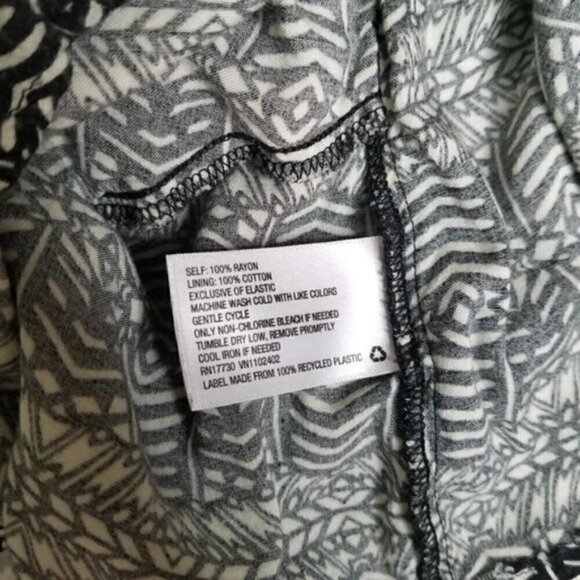 SELF: 100% RAYON
LINING: 100% COTTON
EXCLUSIVE OF ELASTIC
MACHINE WASH COLD WITH LIKE COLORS
GENTLE CYCLE
ONLY NON-CHLORINE BLEACH IF NEEDED
TUMBLE DRY LOW, REMOVE PROMPTLY
COOL IRON IF NEEDED
RN17730 VN1102402
LABEL MADE FROM 100% RECYCLED PLASTIC